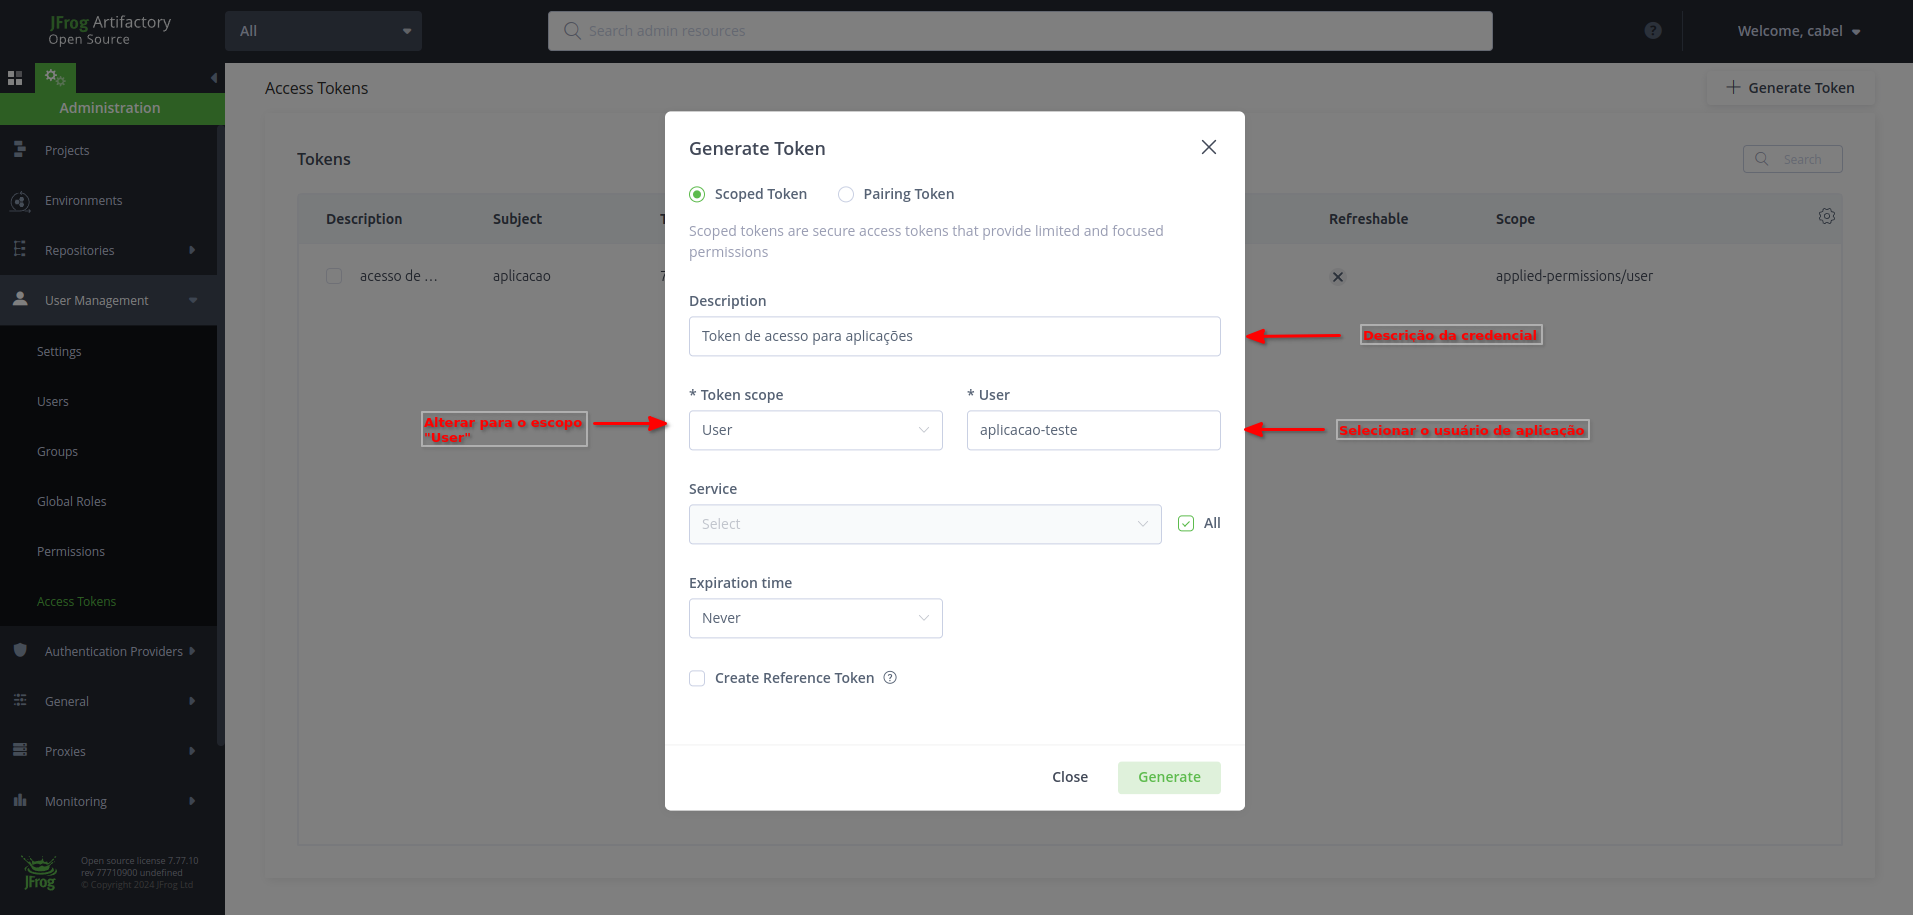 JFrog Artifactory
Open Source
All
Search admin resources
?
Welcome, cabel
Administration
Projects
Environments
Repositories
User Management
Settings
Users
Groups
Global Roles
Permissions
Access Tokens
Authentication Providers
General
Proxies
Monitoring
JFrog
Open source license 7.77.10
rev 77710900 undefined
© Copyright 2024 JFrog Ltd
Access Tokens
Generate Token
Tokens
Search
Description Subject T Refreshable Scope
acesso de ... aplicacao 7 applied-permissions/user
Generate Token
Scoped Token Pairing Token
Scoped tokens are secure access tokens that provide limited and focused
permissions
Description
Token de acesso para aplicações
Descrição da credencial
* Token scope * User
Alterar para o escopo
"User"
User
aplicacao-teste
Selecionar o usuário de aplicação
Service
Select
All
Expiration time
Never
Create Reference Token ?
Close Generate